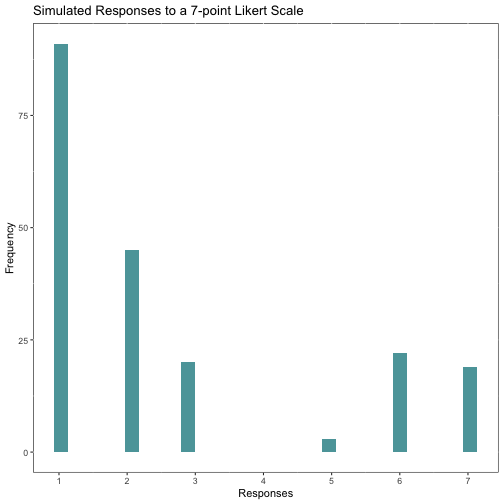 Simulated Responses to a 7-point Likert Scale
75
50
25
0
Frequency
1 2 3 4 5 6 7
Responses